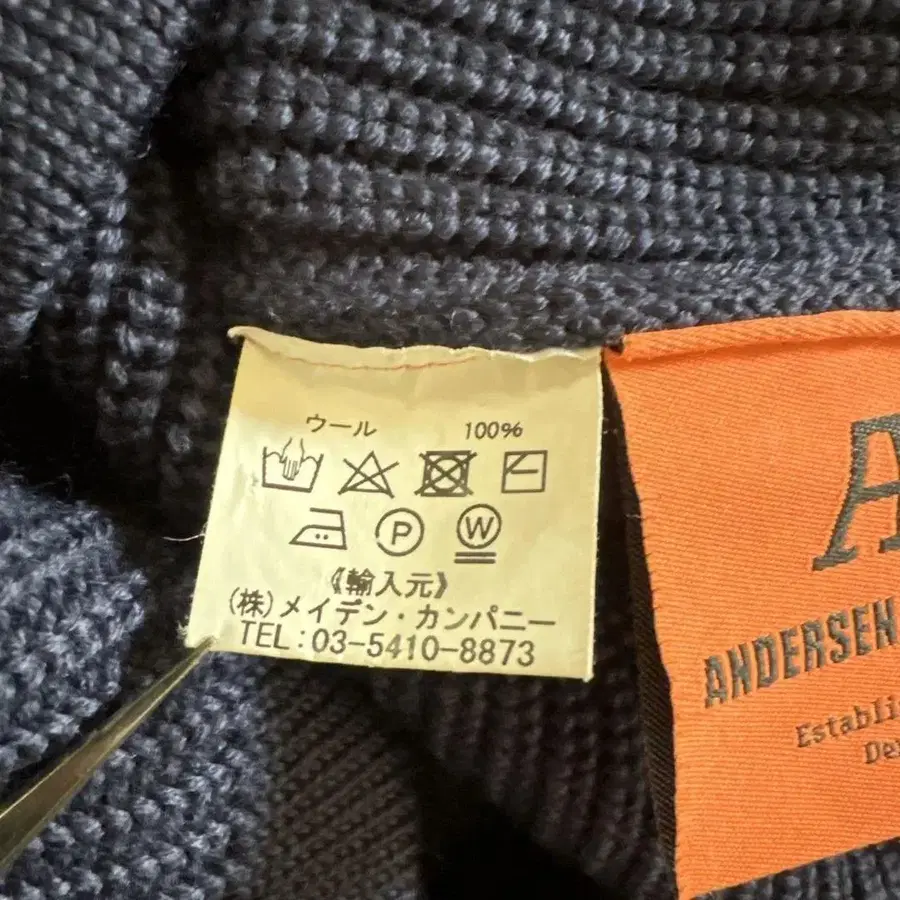 ウール 100%
P W
《輸入元》
(株)メイデン・カンパニー
TEL:03-5410-8873
A
ANDERSEN
Establi
De